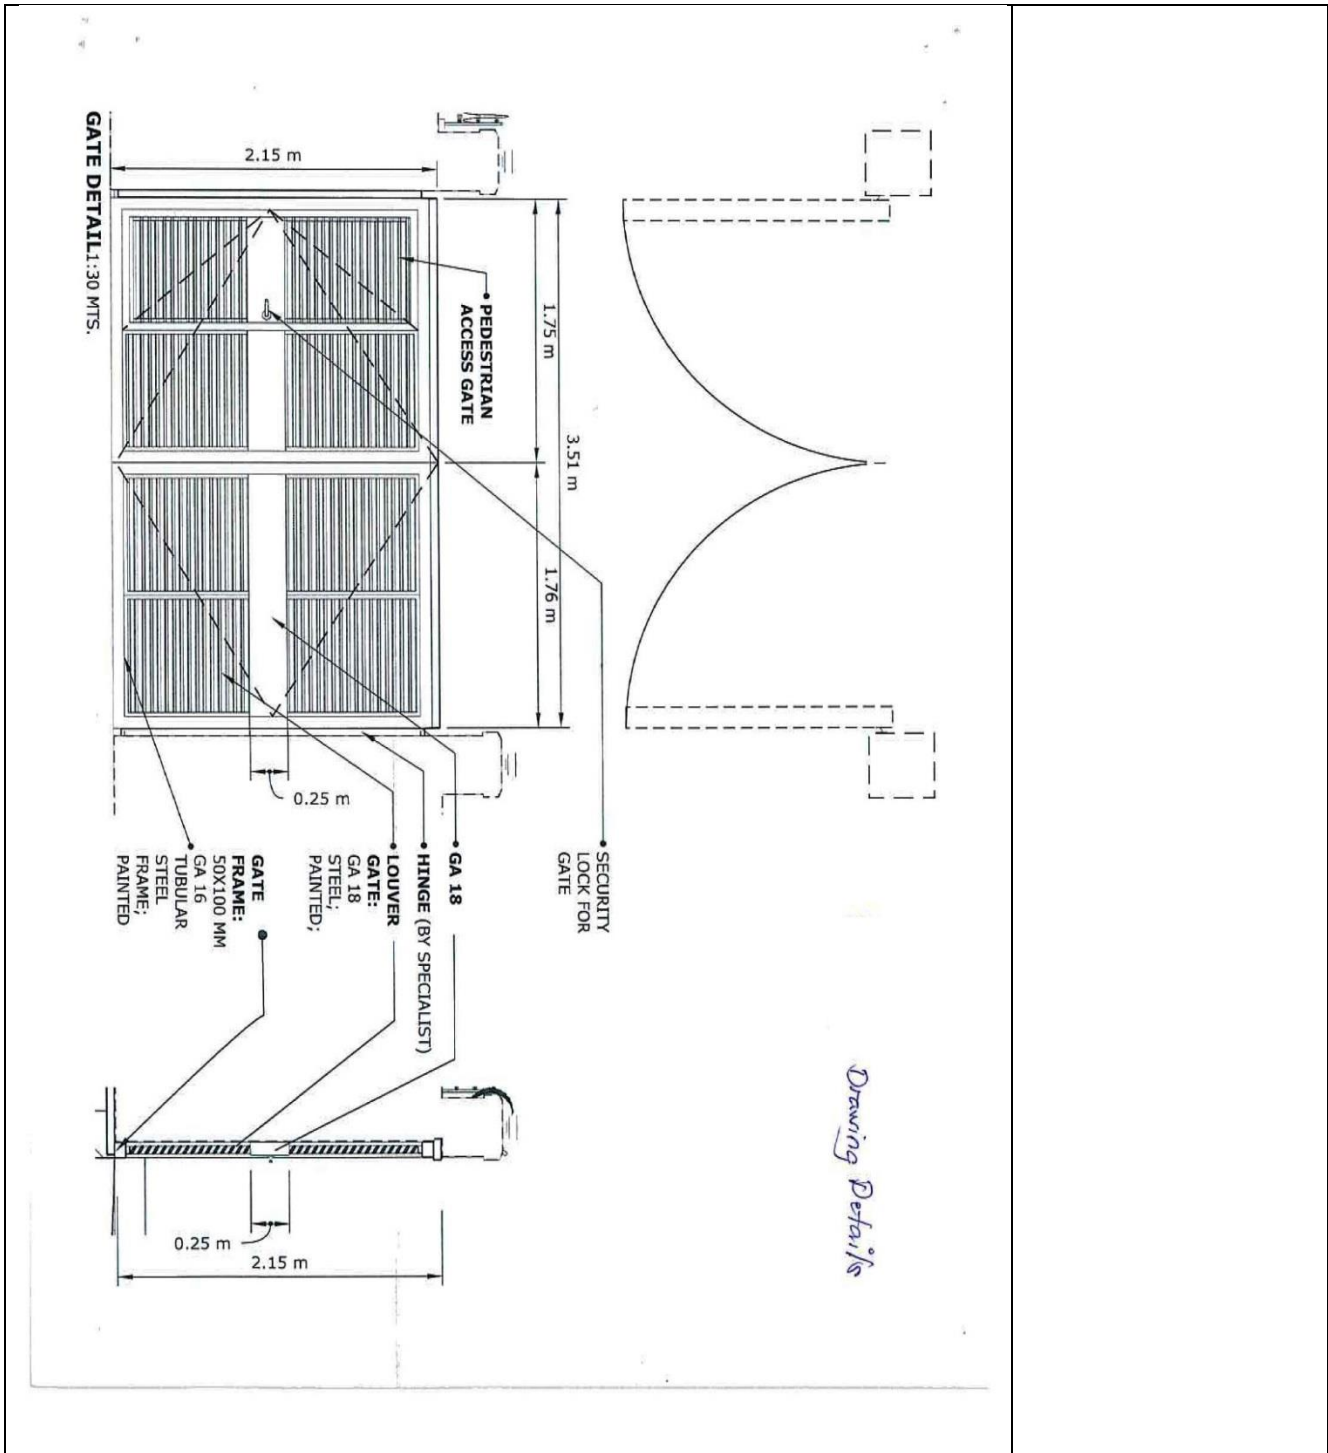 Drawing Details
1.75 m
3.51 m
1.76 m
2.15 m
PEDESTRIAN
ACCESS GATE
SECURITY
LOCK FOR
GATE
GA 18
HINGE (BY SPECIALIST)
LOUVER
GATE:
GA 18
STEEL;
PAINTED;
0.25 m
GATE
FRAME:
50X100 MM
GA 16
TUBULAR
STEEL
FRAME;
PAINTED
0.25 m
2.15 m
GATE DETAIL1:30 MTS.